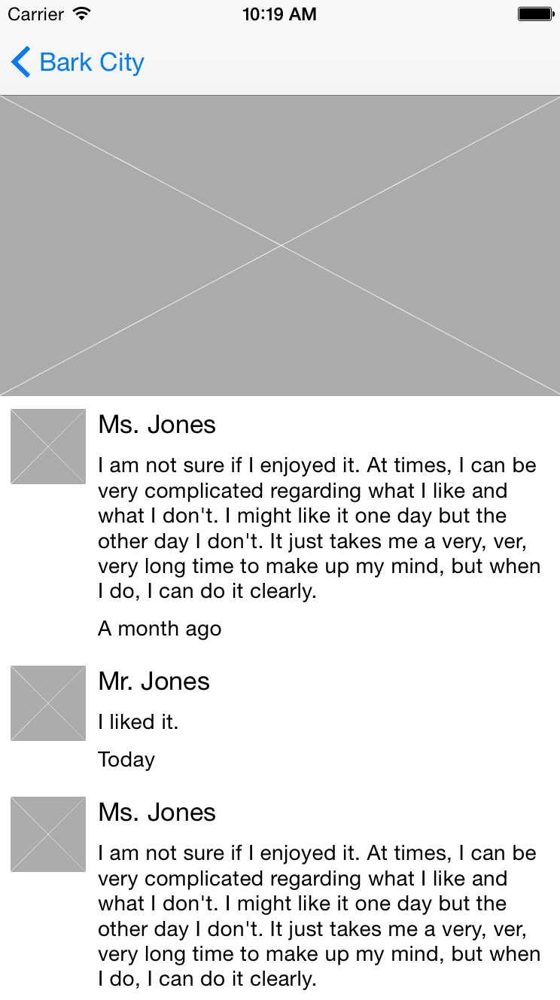 Carrier 10:19 AM
Bark City
Ms. Jones
I am not sure if I enjoyed it. At times, I can be
very complicated regarding what I like and
what I don't. I might like it one day but the
other day I don't. It just takes me a very, ver,
very long time to make up my mind, but when
I do, I can do it clearly.
A month ago
Mr. Jones
I liked it.
Today
Ms. Jones
I am not sure if I enjoyed it. At times, I can be
very complicated regarding what I like and
what I don't. I might like it one day but the
other day I don't. It just takes me a very, ver,
very long time to make up my mind, but when
I do, I can do it clearly.